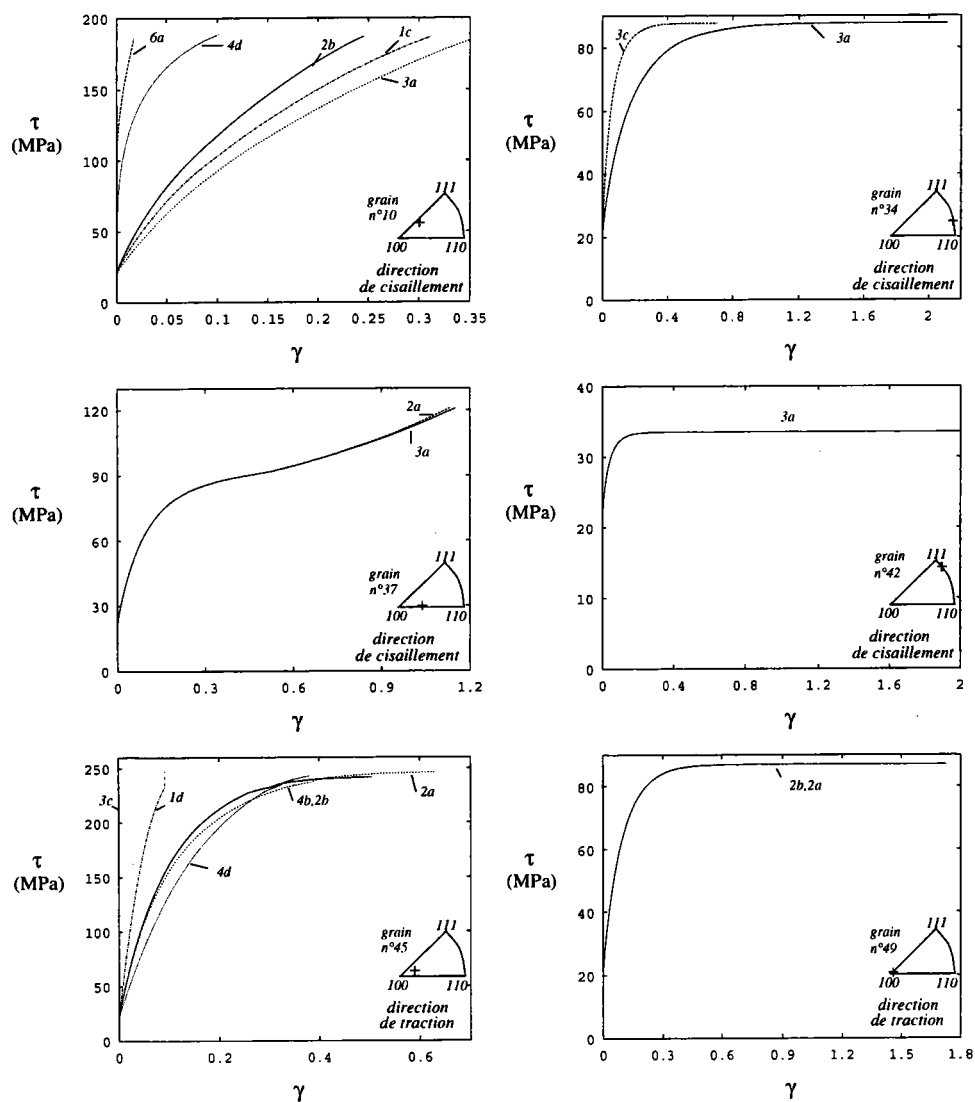 200
150
100
50
0
τ
(MPa)
6a
4d
2b
1c
3a
grain
n°10
111
100
110
direction
de cisaillement
0
0.05
0.1
0.15
0.2
0.25
0.3
0.35
γ
80
60
40
20
0
τ
(MPa)
3c
3a
grain
n°34
111
100
110
direction
de cisaillement
0
0.4
0.8
1.2
1.6
2
γ
120
90
60
30
0
τ
(MPa)
2a
3a
grain
n°37
111
100
110
direction
de cisaillement
0
0.3
0.6
0.9
1.2
γ
40
30
20
10
0
τ
(MPa)
3a
grain
n°42
111
100
110
direction
de cisaillement
0
0.4
0.8
1.2
1.6
2
γ
250
200
150
100
50
0
τ
(MPa)
3c
1d
4b,2b
2a
4d
grain
n°45
111
100
110
direction
de traction
0
0.2
0.4
0.6
γ
80
60
40
20
0
τ
(MPa)
2b,2a
grain
n°49
111
100
110
direction
de traction
0
0.3
0.6
0.9
1.2
1.5
1.8
γ